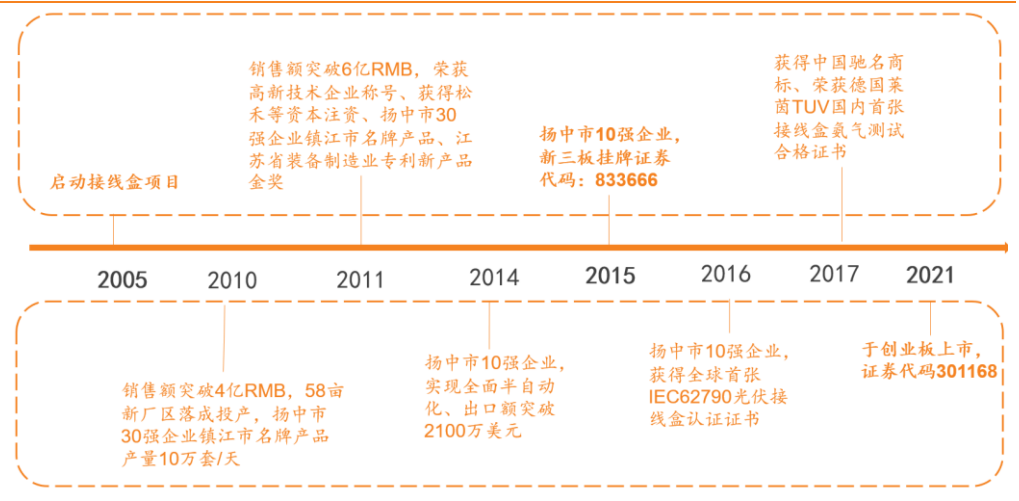 销售额突破6亿RMB，荣获
高新技术企业称号、获得松
禾等资本注资、扬中市30
强企业镇江市名牌产品、江
苏省装备制造业专利新产品
金奖
获得中国驰名商
标、荣获德国莱
茵TUV国内首张
接线盒氨气测试
合格证书
扬中市10强企业，
新三板挂牌证券
代码：833666
启动接线盒项目
2005
2010
2011
2014
2015
2016
2017
2021
销售额突破4亿RMB，58亩
新厂区落成投产，扬中市
30强企业镇江市名牌产品
产量10万套/天
扬中市10强企业，
实现全面半自动
化、出口额突破
2100万美元
扬中市10强企业，
获得全球首张
IEC62790光伏接
线盒认证证书
于创业板上市，
证券代码301168